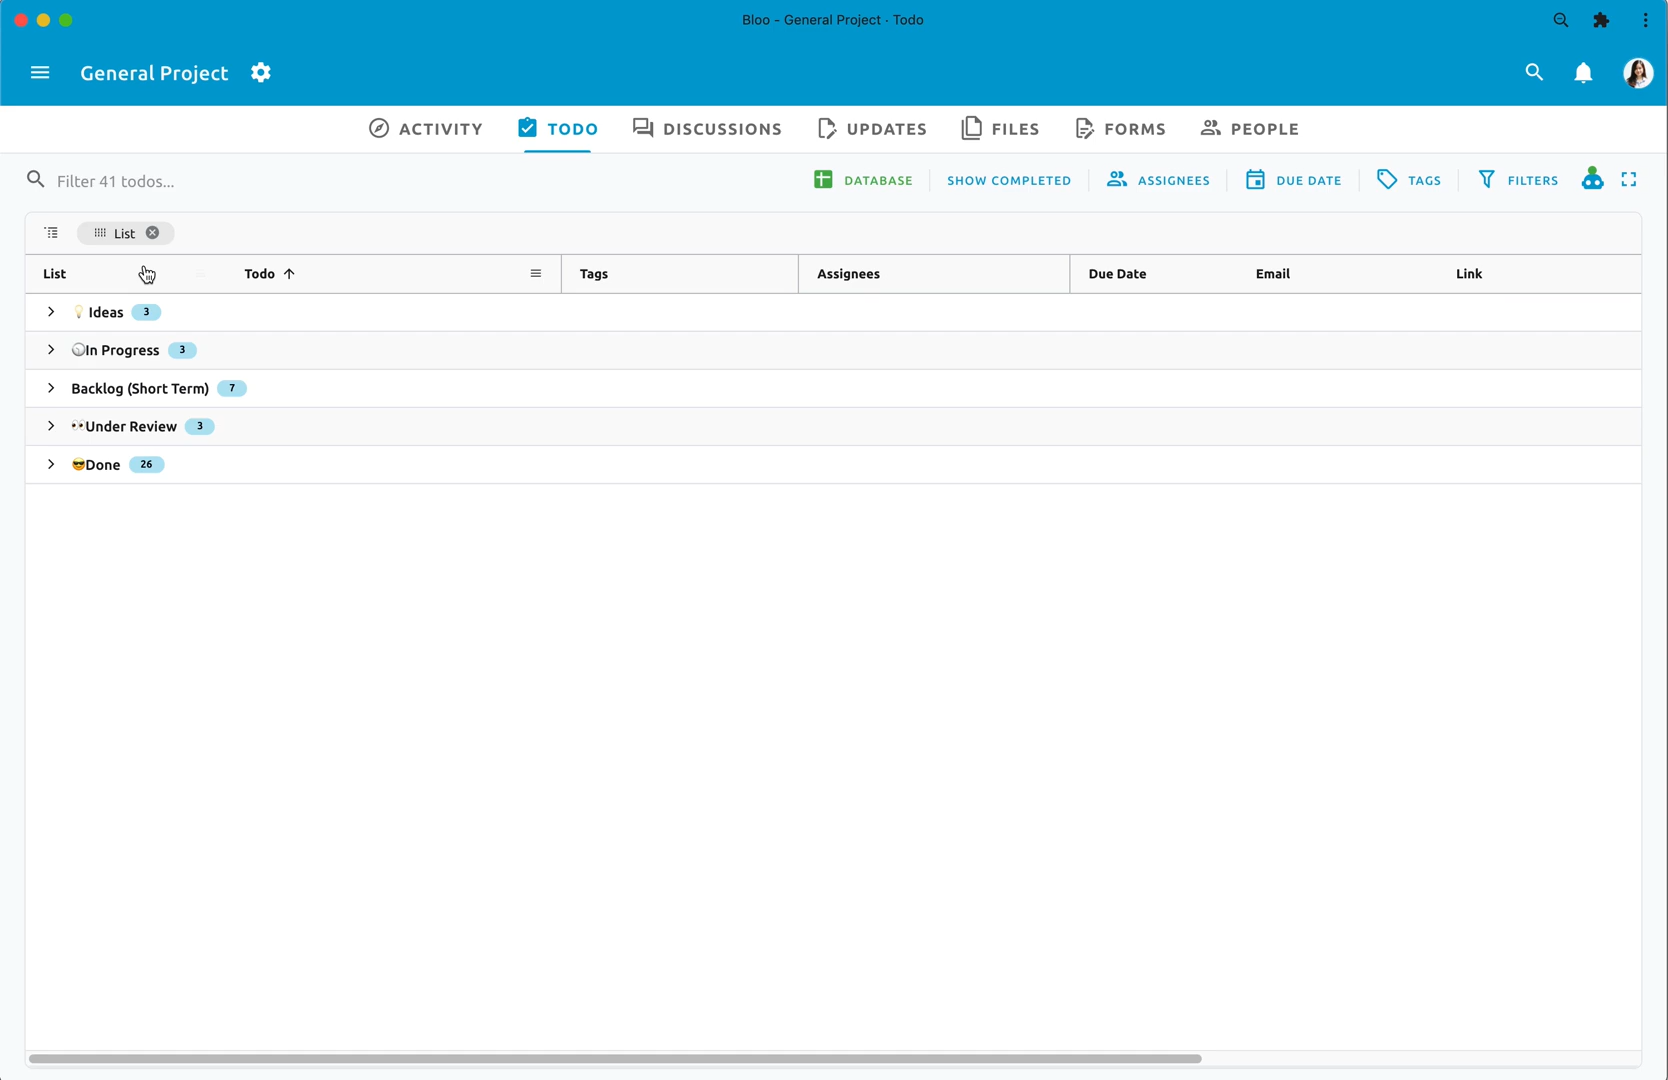 Bloo - General Project · Todo
General Project
ACTIVITY TODO DISCUSSIONS UPDATES FILES FORMS PEOPLE
Filter 41 todos... DATABASE SHOW COMPLETED ASSIGNEES DUE DATE TAGS FILTERS
List
List Todo Tags Assignees Due Date Email Link
💡 Ideas 3
In Progress 3
Backlog (Short Term) 7
👀Under Review 3
😎Done 26